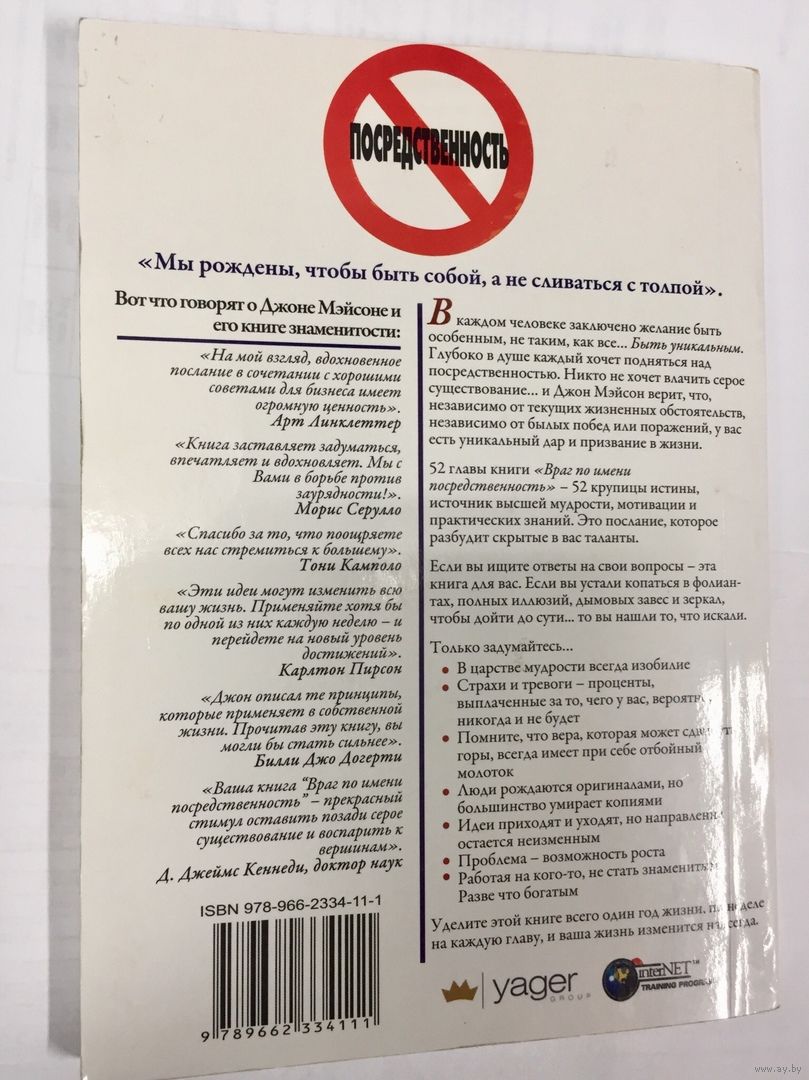 ПОСРЕДСТВЕННОСТЬ
«Мы рождены, чтобы быть собой, а не сливаться с толпой».
Вот что говорят о Джоне Мэйсоне и
его книге знаменитости:
«На мой взгляд, вдохновенное
послание в сочетании с хорошими
советами для бизнеса имеет
огромную ценность».
Арт Линклеттер
«Книга заставляет задуматься,
впечатляет и вдохновляет. Мы с
Вами в борьбе против
заурядности!».
Морис Серулло
«Спасибо за то, что поощряете
всех нас стремиться к большему».
Тони Камполо
«Эти идеи могут изменить всю
вашу жизнь. Применяйте хотя бы
по одной из них каждую неделю – и
перейдете на новый уровень
достижений».
Карлтон Пирсон
«Джон описал те принципы,
которые применяет в собственной
жизни. Прочитав эту книгу, вы
могли бы стать сильнее».
Билли Джо Догерти
«Ваша книга "Враг по имени
посредственность" – прекрасный
стимул оставить позади серое
существование и воспарить к
вершинам».
Д. Джеймс Кеннеди, доктор наук
ISBN 978-966-2334-11-1
9 789662 334111
В каждом человеке заключено желание быть
особенным, не таким, как все... Быть уникальным.
Глубоко в душе каждый хочет подняться над
посредственностью. Никто не хочет влачить серое
существование... и Джон Мэйсон верит, что,
независимо от текущих жизненных обстоятельств,
независимо от былых побед или поражений, у вас
есть уникальный дар и призвание в жизни.
52 главы книги «Враг по имени
посредственность» – 52 крупицы истины,
источник высшей мудрости, мотивации и
практических знаний. Это послание, которое
разбудит скрытые в вас таланты.
Если вы ищите ответы на свои вопросы – эта
книга для вас. Если вы устали копаться в фолиан-
тах, полных иллюзий, дымовых завес и зеркал,
чтобы дойти до сути... то вы нашли то, что искали.
Только задумайтесь...
• В царстве мудрости всегда изобилие
• Страхи и тревоги – проценты,
выплаченные за то, чего у вас,
никогда и не будет
• Помните, что вера, которая может
горы, всегда имеет при себе отбойный
молоток
• Люди рождаются оригиналами, но
большинство умирает копиями
• Идеи приходят и уходят, но
остается неизменным
• Проблема – возможность роста
• Работая на кого-то, не стать
Разве что богатым
Уделите этой книге всего один год жизни, по неделе
на каждую главу, и ваша жизнь изменится
yager
GROUP
interNET™
TRAINING
www.ay.by